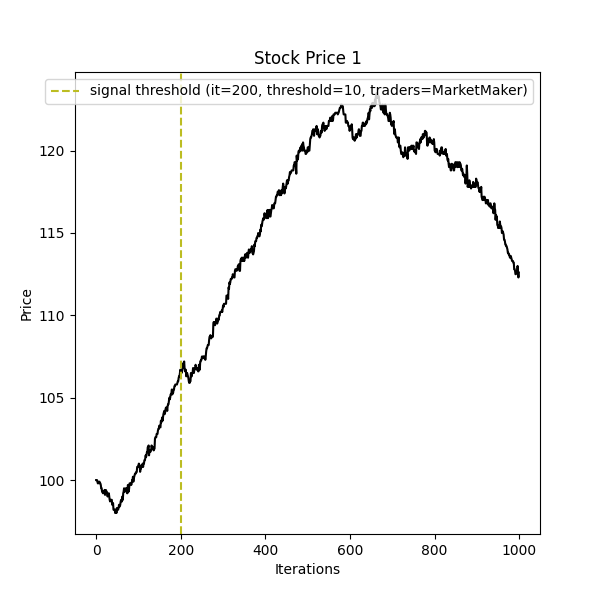 Stock Price 1
signal threshold (it=200, threshold=10, traders=MarketMaker)
120
115
110
105
100
Price
0 200 400 600 800 1000
Iterations